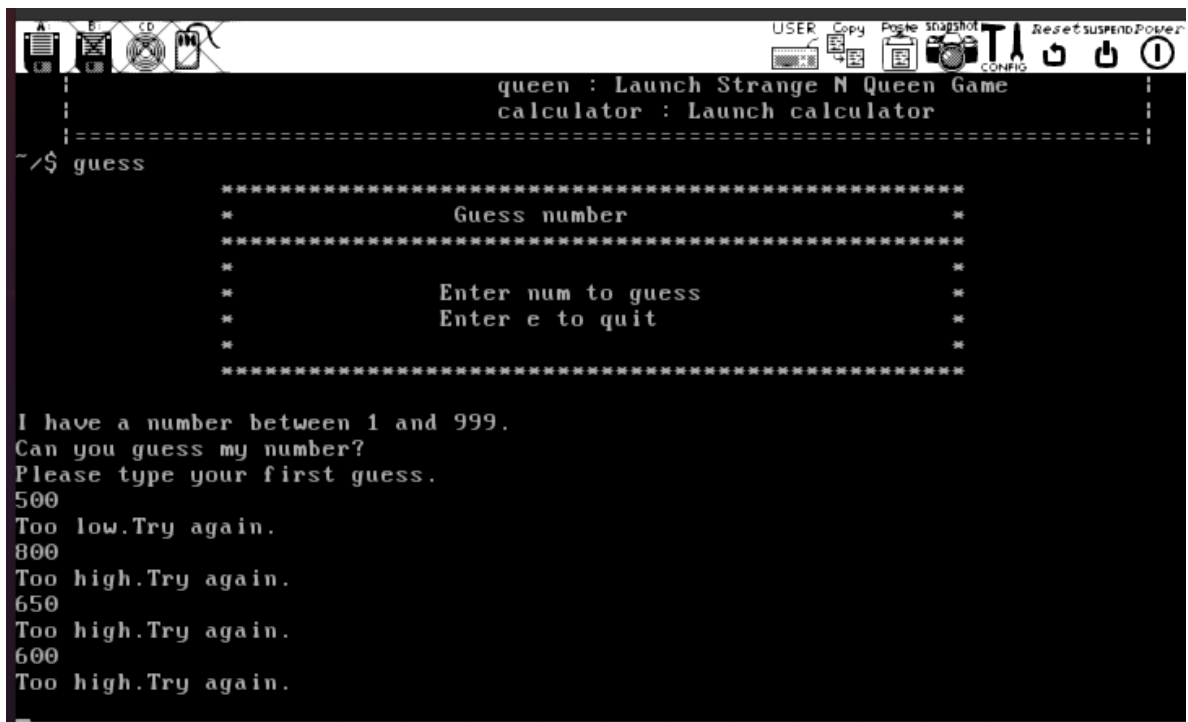 A: B: CD USER Copy Paste snapshot CONFIG Reset SUSPEND Power
¦ queen : Launch Strange N Queen Game ¦
¦ calculator : Launch calculator ¦
¦=========================================================================¦
~/$ guess
***************************************************
* Guess number *
***************************************************
* *
* Enter num to guess *
* Enter e to quit *
* *
***************************************************
I have a number between 1 and 999.
Can you guess my number?
Please type your first guess.
500
Too low.Try again.
800
Too high.Try again.
650
Too high.Try again.
600
Too high.Try again.